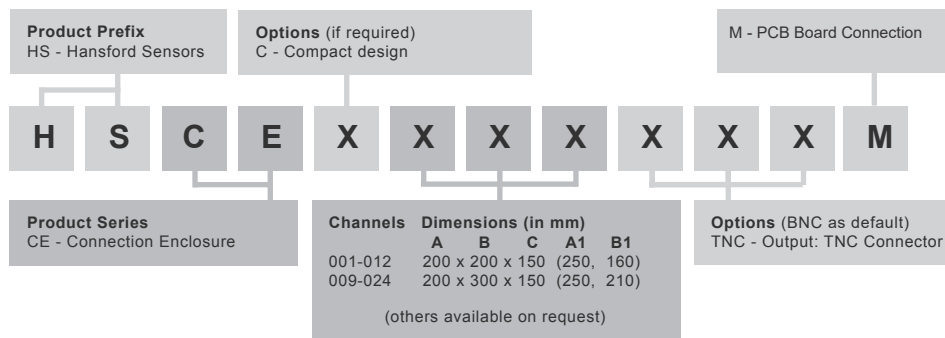 Product Prefix
HS - Hansford Sensors
Options (if required)
C - Compact design
M - PCB Board Connection
H S C E X X X X X X X M
Product Series
CE - Connection Enclosure
Channels Dimensions (in mm)
A B C A1 B1
001-012 200 x 200 x 150 (250, 160)
009-024 200 x 300 x 150 (250, 210)
(others available on request)
Options (BNC as default)
TNC - Output: TNC Connector